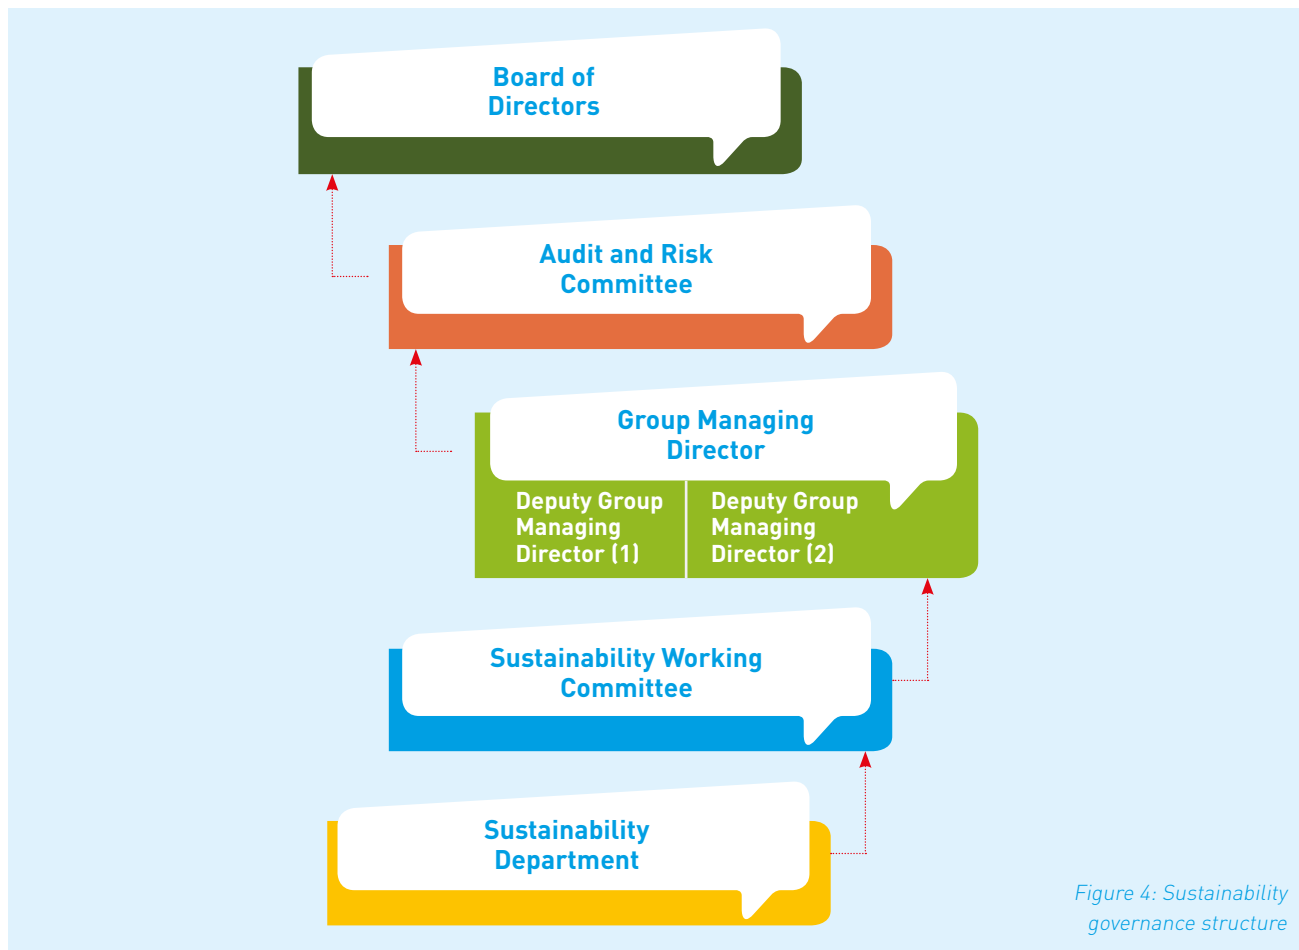 Board of
Directors
Audit and Risk
Committee
Group Managing
Director
Deputy Group
Managing
Director (1)
Deputy Group
Managing
Director (2)
Sustainability Working
Committee
Sustainability
Department
Figure 4: Sustainability
governance structure